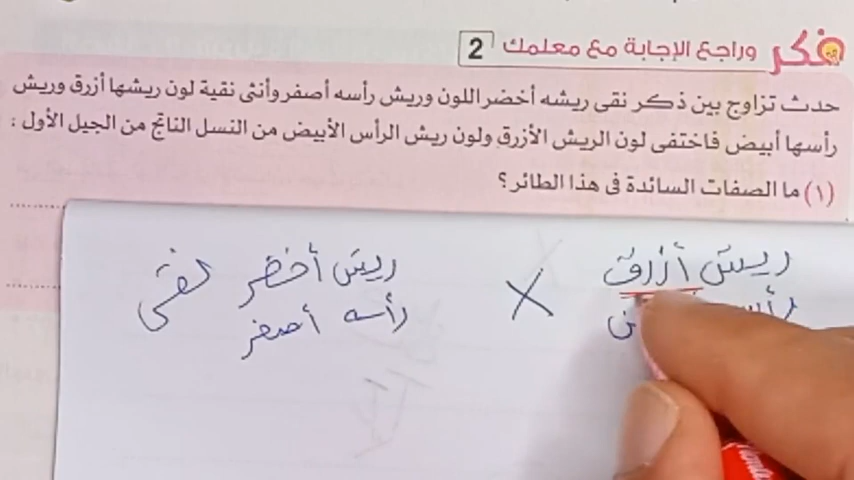 فكر وراجع الإجابة مع معلمك 2
حدث تزاوج بين ذكر نقى ريشه أخضر اللون وريش رأسه أصفر وأنثى نقية لون ريشها أزرق وريش
رأسها أبيض فاختفى لون الريش الأزرق ولون ريش الرأس الأبيض من النسل الناتج من الجيل الأول :
(١) ما الصفات السائدة فى هذا الطائر؟
ريش أزرق X ريش أخضر نقى
رأسه أصفر